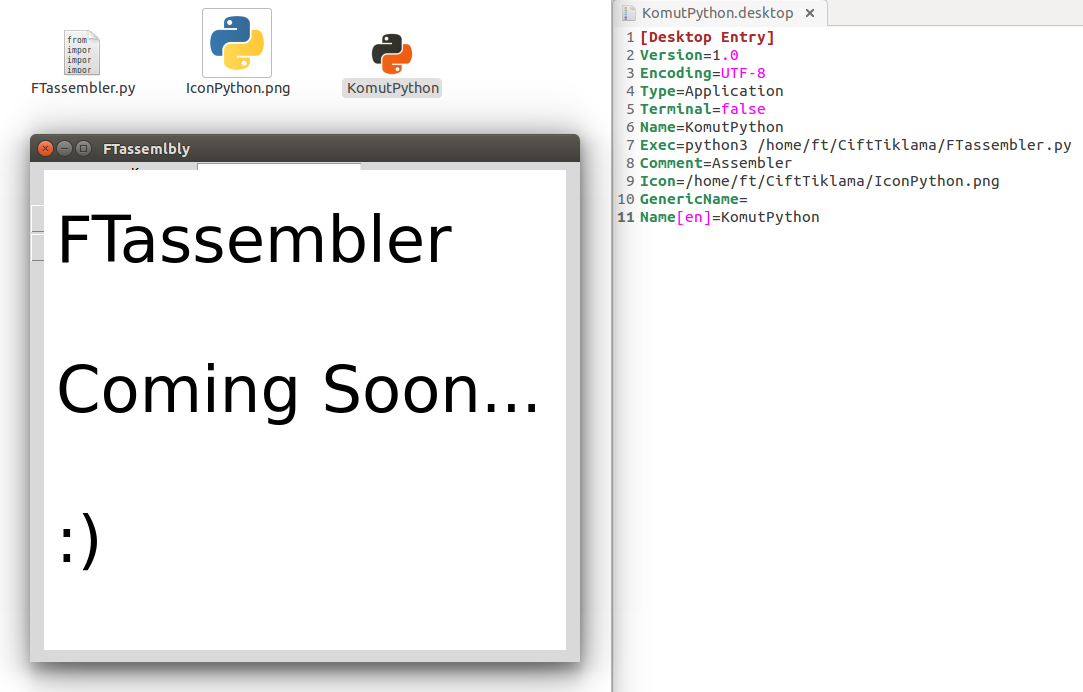 from
impor
impor
impor
FTassembler.py
IconPython.png
KomutPython
FTassemlbly
FTassembler
Coming Soon...
:)
KomutPython.desktop
1 [Desktop Entry]
2 Version=1.0
3 Encoding=UTF-8
4 Type=Application
5 Terminal=false
6 Name=KomutPython
7 Exec=python3 /home/ft/CiftTiklama/FTassembler.py
8 Comment=Assembler
9 Icon=/home/ft/CiftTiklama/IconPython.png
10 GenericName=
11 Name[en]=KomutPython